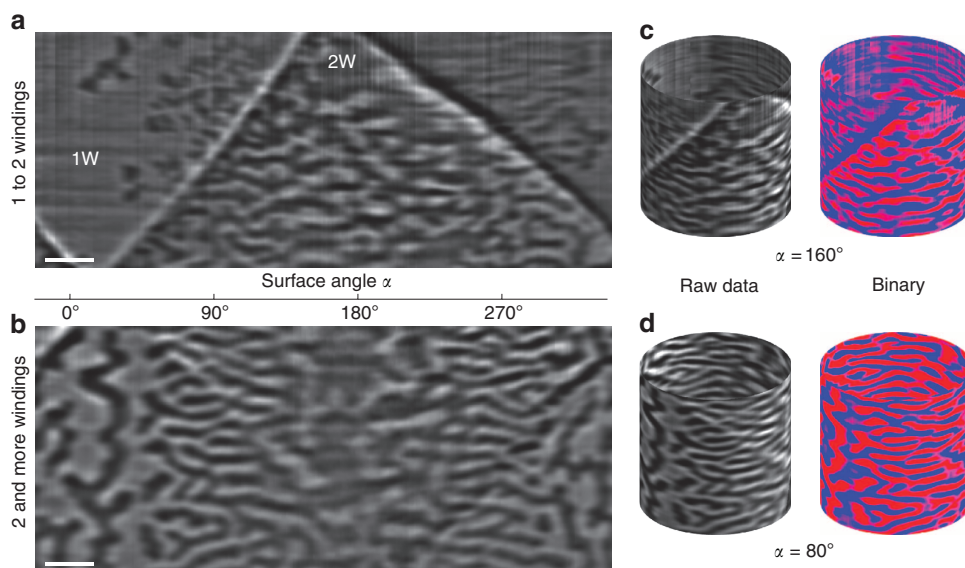 a
1 to 2 windings
1W
2W
Surface angle α
0° 90° 180° 270°
b
2 and more windings
c
α = 160°
Raw data Binary
d
α = 80°